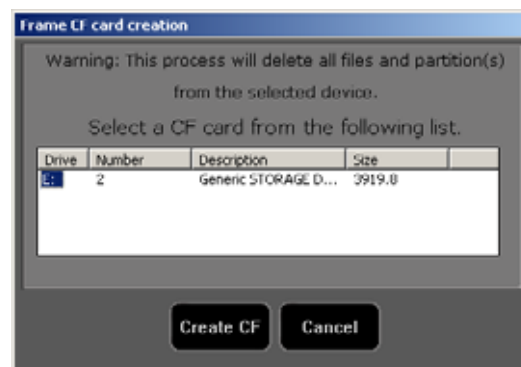 Frame CF card creation
Warning: This process will delete all files and partition(s)
from the selected device.
Select a CF card from the following list.
Drive Number Description Size
E: 2 Generic STORAGE D... 3919.8
Create CF Cancel